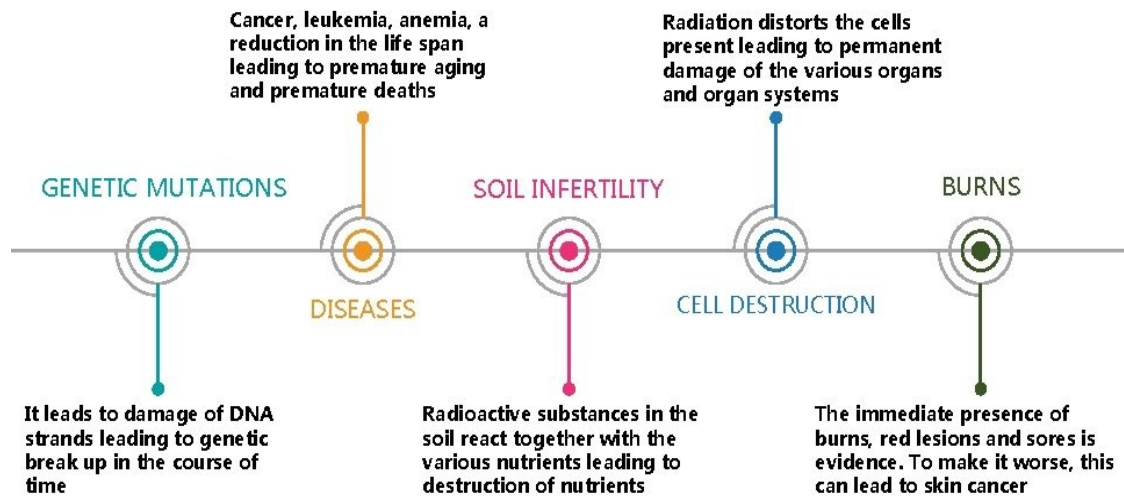 GENETIC MUTATIONS
It leads to damage of DNA
strands leading to genetic
break up in the course of
time
Cancer, leukemia, anemia, a
reduction in the life span
leading to premature aging
and premature deaths
DISEASES
SOIL INFERTILITY
Radioactive substances in the
soil react together with the
various nutrients leading to
destruction of nutrients
Radiation distorts the cells
present leading to permanent
damage of the various organs
and organ systems
CELL DESTRUCTION
BURNS
The immediate presence of
burns, red lesions and sores is
evidence. To make it worse, this
can lead to skin cancer